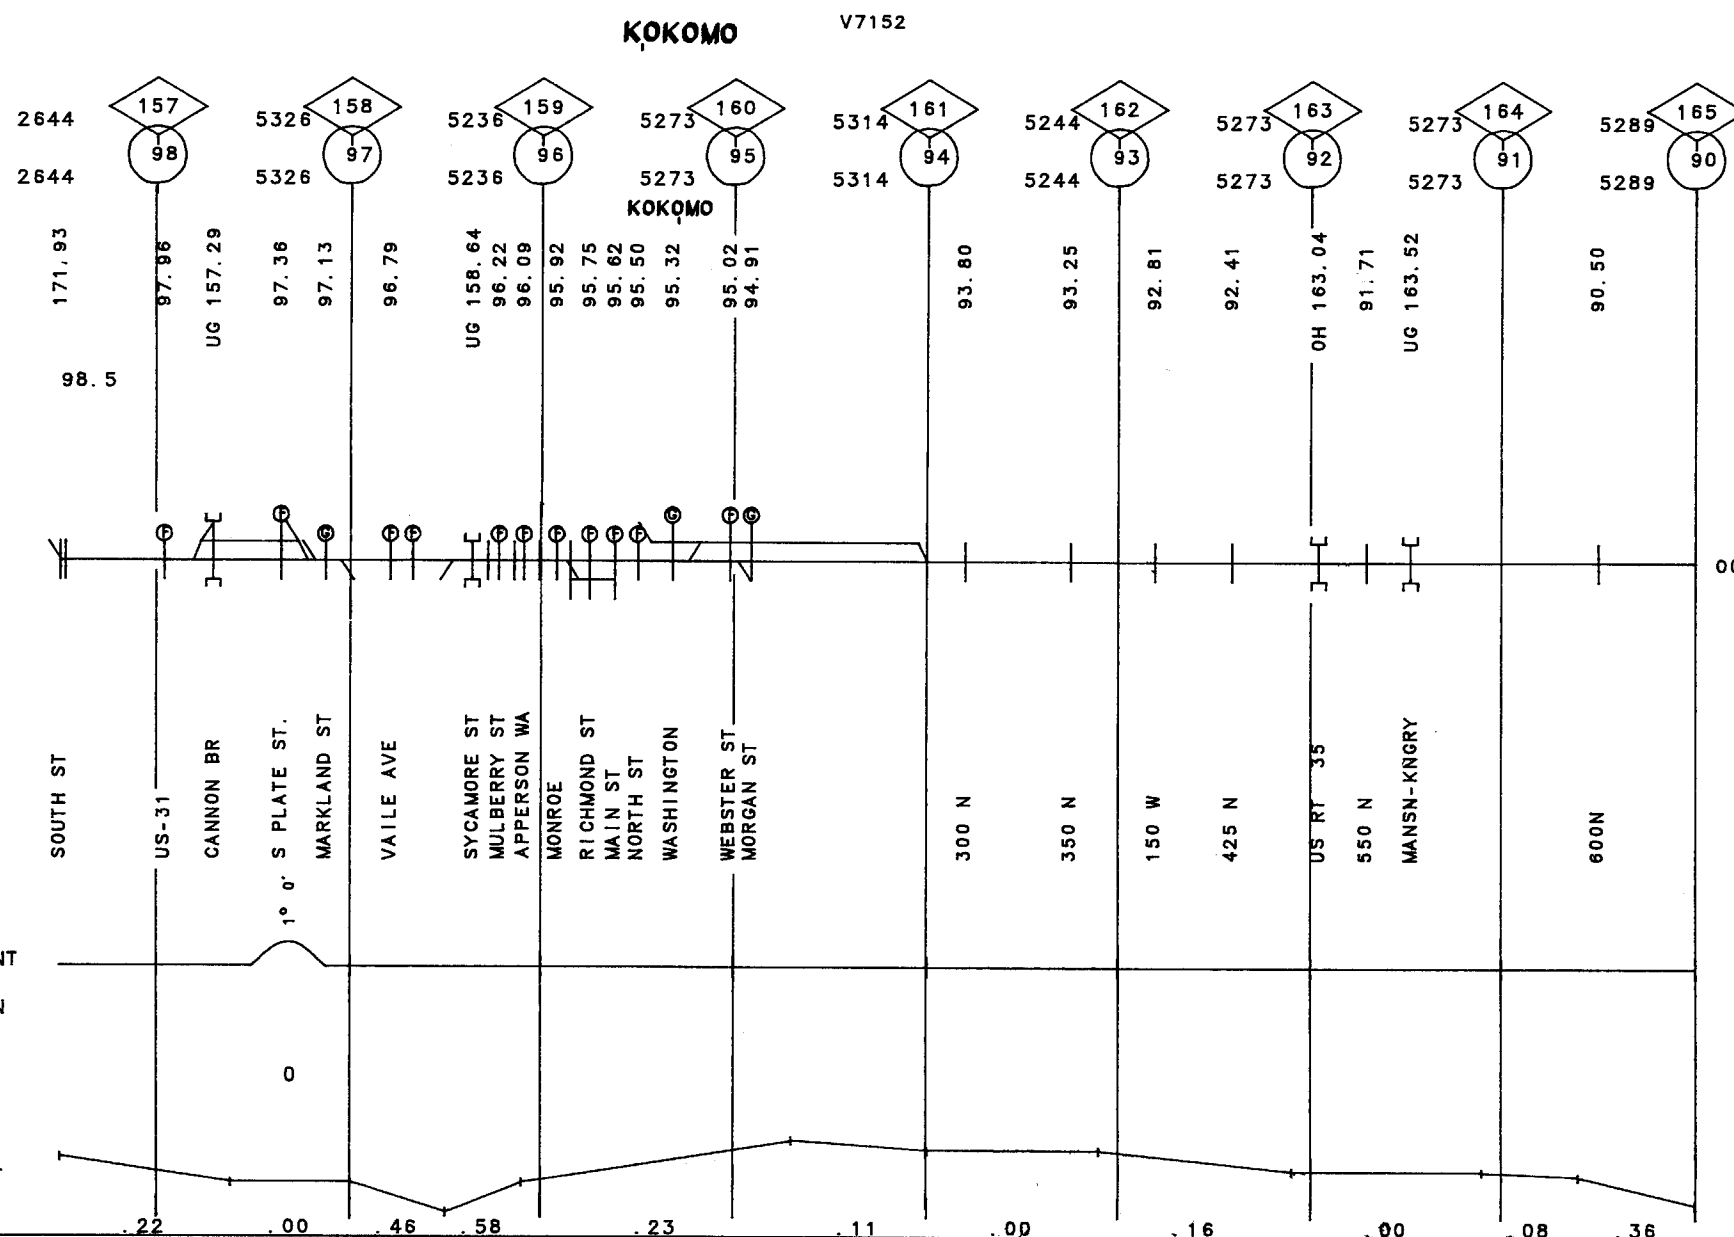 KOKOMO V7152
157 158 159 160 161 162 163 164 165
2644 5326 5236 5273 5314 5244 5273 5273 5289
98 97 96 95 94 93 92 91 90
2644 5326 5236 5273 5314 5244 5273 5273 5289
KOKOMO
171.93
97.96
UG 157.29
97.36
97.13
96.79
UG 158.64
96.22
96.09
95.92
95.75
95.62
95.50
95.32
95.02
94.91
93.80
93.25
92.81
92.41
OH 163.04
91.71
UG 163.52
90.50
98.5
F F G F F F F F F F F G F G
SOUTH ST
US-31
CANNON BR
S PLATE ST.
MARKLAND ST
VAILE AVE
SYCAMORE ST
MULBERRY ST
APPERSON WA
MONROE
RICHMOND ST
MAIN ST
NORTH ST
WASHINGTON
WEBSTER ST
MORGAN ST
300 N
350 N
150 W
425 N
US RT 35
550 N
MANSN-KNGRY
600N
1° 0'
NT
N
0
.22 .00 .46 .58 .23 .11 .00 .16 .00 .08 .36